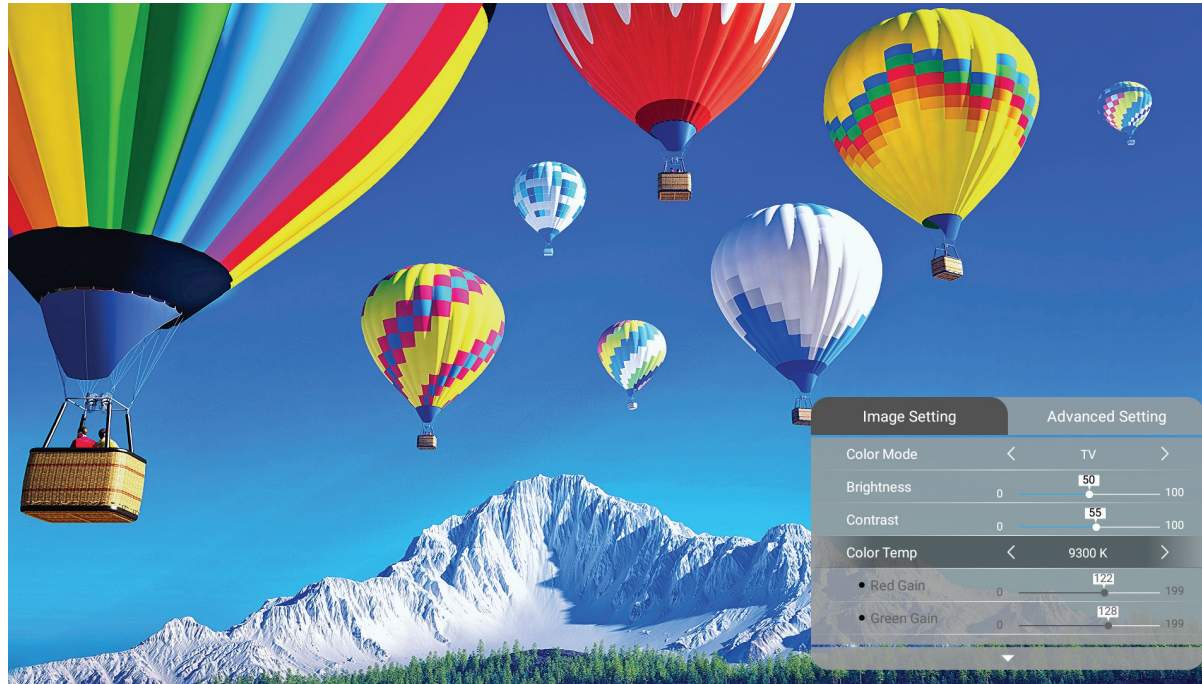 Image Setting Advanced Setting
Color Mode TV
Brightness 0 50 100
Contrast 0 55 100
Color Temp 9300 K
Red Gain 0 122 199
Green Gain 0 128 199